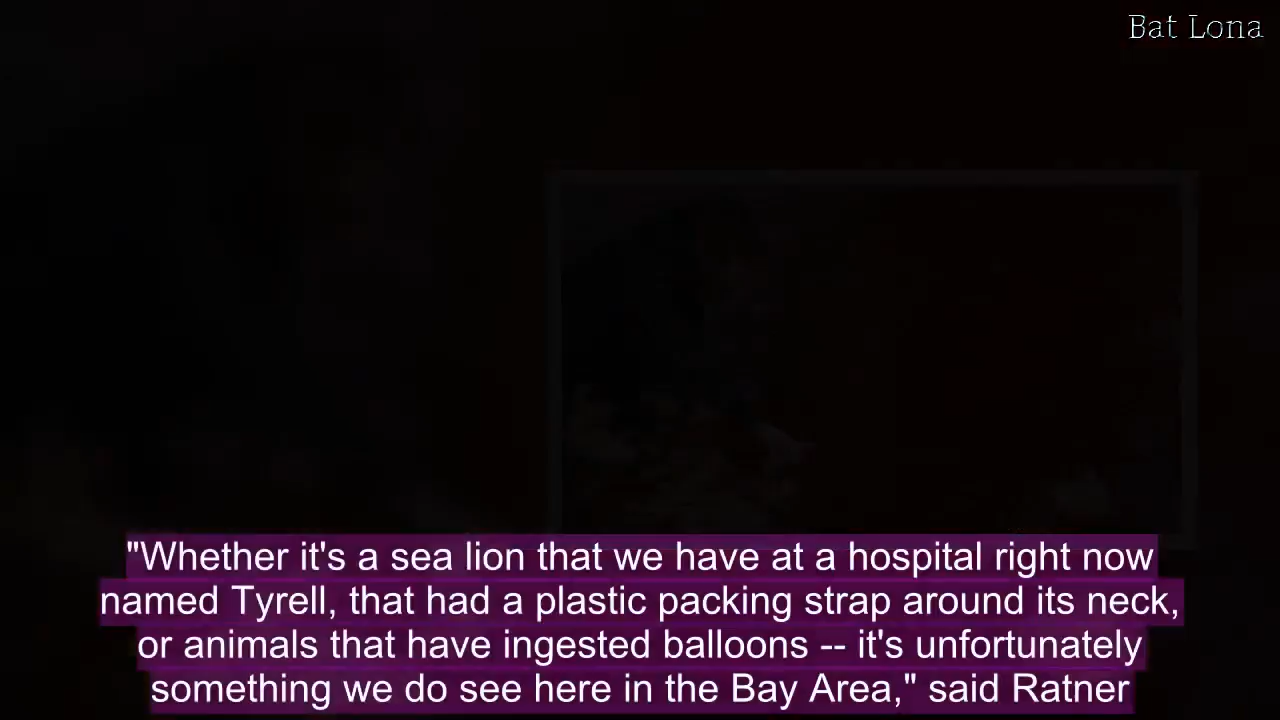 Bat Lona
"Whether it's a sea lion that we have at a hospital right now
named Tyrell, that had a plastic packing strap around its neck,
or animals that have ingested balloons -- it's unfortunately
something we do see here in the Bay Area," said Ratner